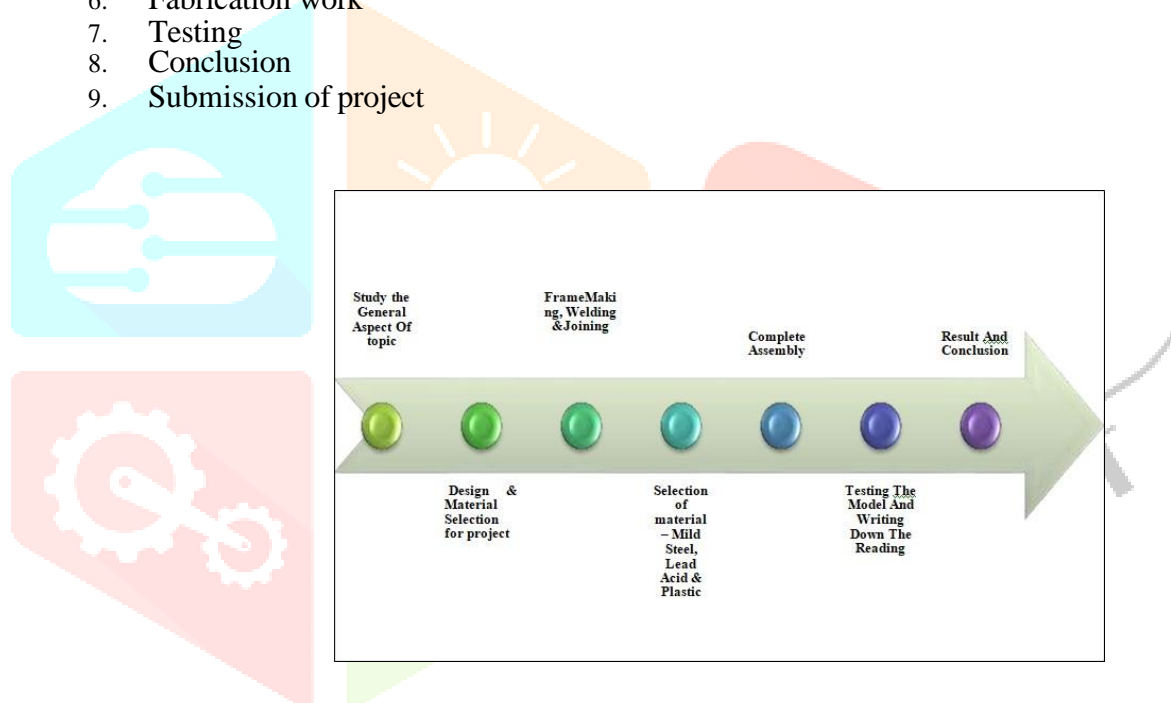 6. Fabrication work
7. Testing
8. Conclusion
9. Submission of project
Study the
General
Aspect Of
topic
FrameMaki
ng, Welding
&Joining
Complete
Assembly
Result And
Conclusion
Design &
Material
Selection
for project
Selection
of
material
– Mild
Steel,
Lead
Acid &
Plastic
Testing The
Model And
Writing
Down The
Reading